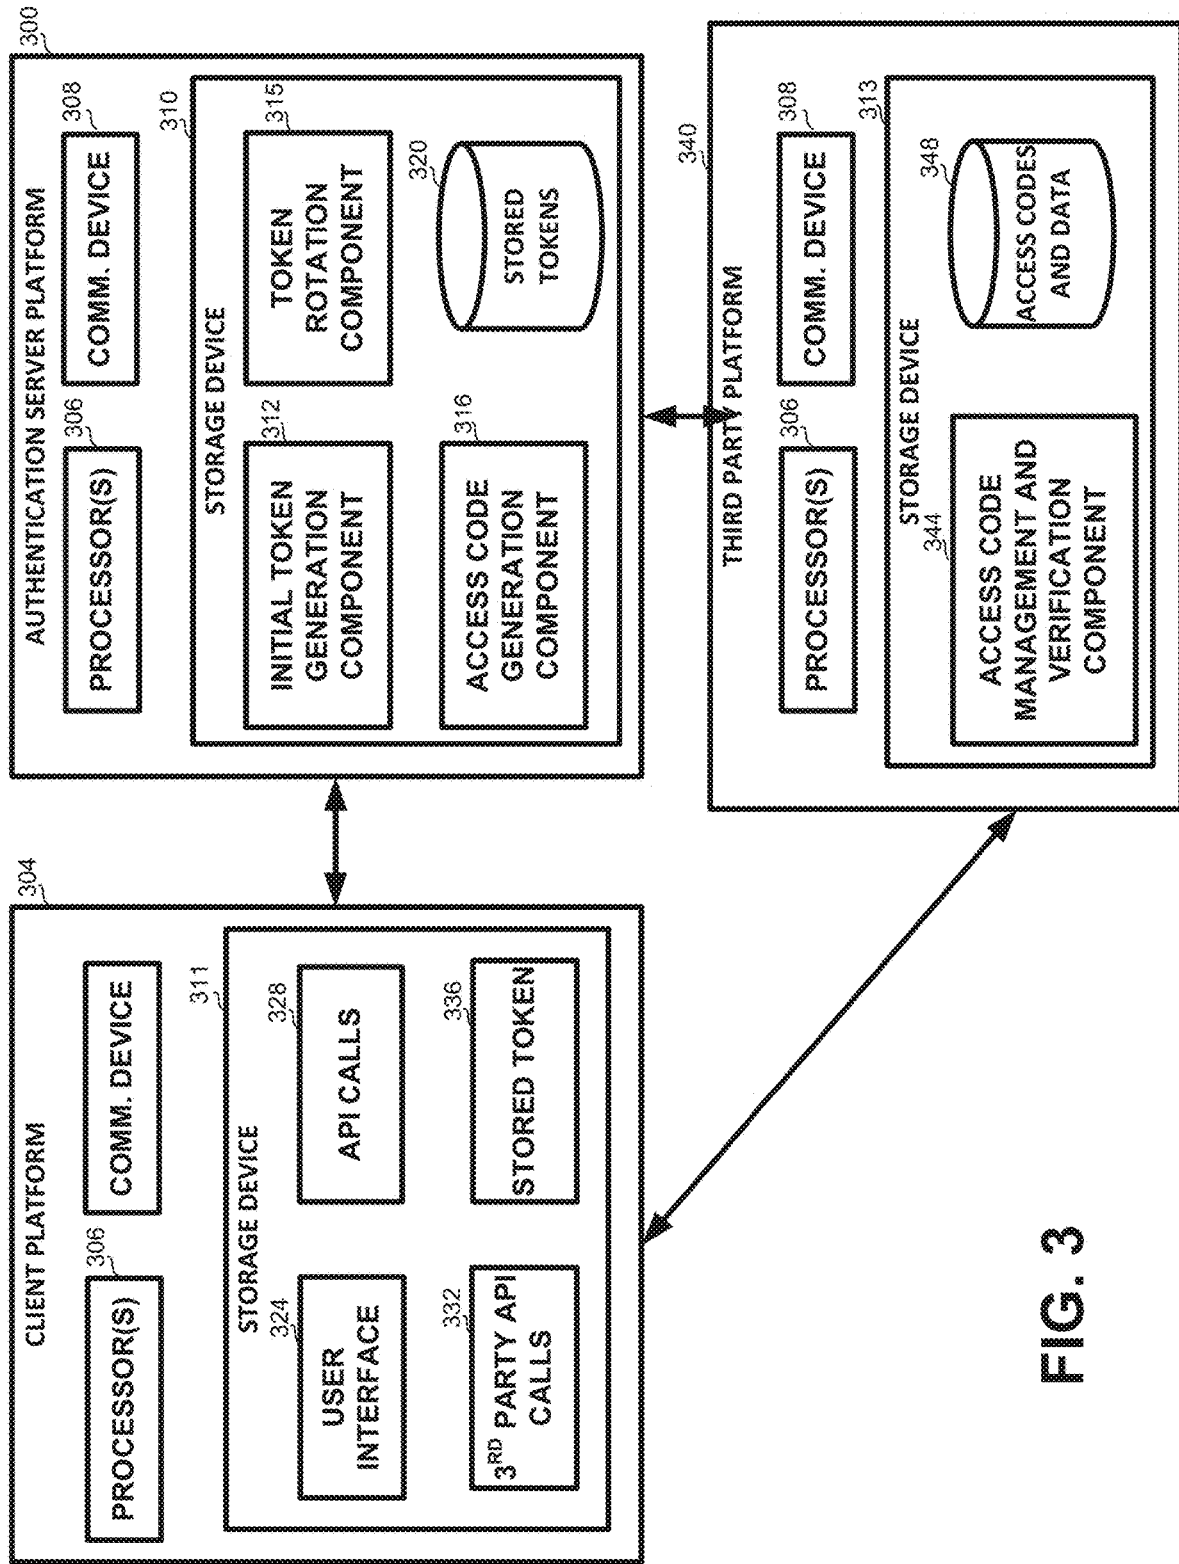 CLIENT PLATFORM
304
PROCESSOR(S)
306
COMM. DEVICE
STORAGE DEVICE
311
324
USER
INTERFACE
328
API CALLS
332
3RD PARTY API
CALLS
336
STORED TOKEN
AUTHENTICATION SERVER PLATFORM
300
PROCESSOR(S)
306
COMM. DEVICE
308
STORAGE DEVICE
310
312
INITIAL TOKEN
GENERATION
COMPONENT
315
TOKEN
ROTATION
COMPONENT
316
ACCESS CODE
GENERATION
COMPONENT
320
STORED
TOKENS
THIRD PARTY PLATFORM
340
PROCESSOR(S)
306
COMM. DEVICE
308
STORAGE DEVICE
313
344
ACCESS CODE
MANAGEMENT AND
VERIFICATION
COMPONENT
348
ACCESS CODES
AND DATA
FIG. 3